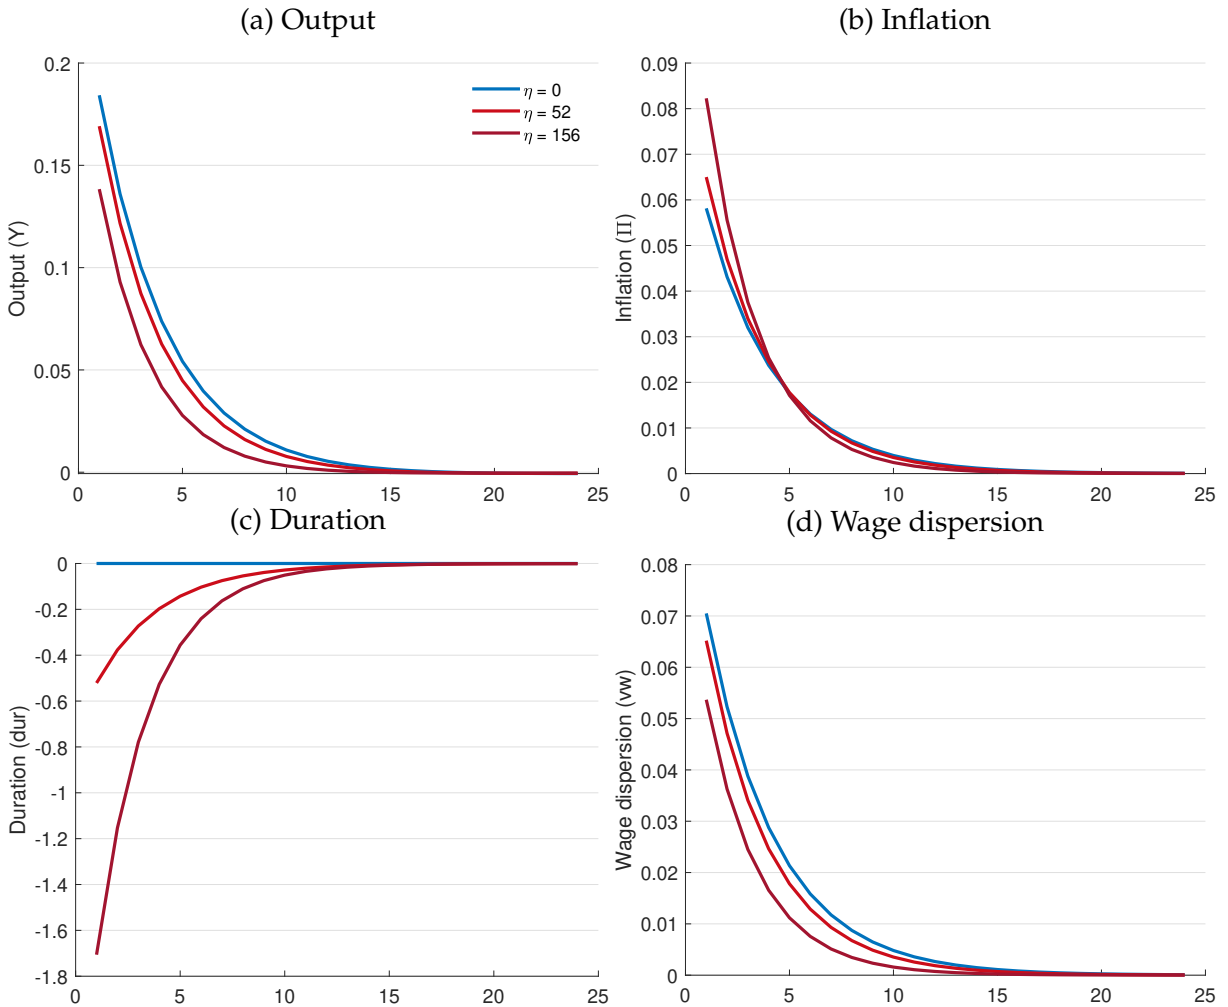 (a) Output
(b) Inflation
0.2
0.15
0.1
0.05
0
Output (Y)
η = 0
η = 52
η = 156
0 5 10 15 20 25
0.09
0.08
0.07
0.06
0.05
0.04
0.03
0.02
0.01
0
Inflation (Π)
0 5 10 15 20 25
(c) Duration
(d) Wage dispersion
0
-0.2
-0.4
-0.6
-0.8
-1
-1.2
-1.4
-1.6
-1.8
Duration (dur)
0 5 10 15 20 25
0.08
0.07
0.06
0.05
0.04
0.03
0.02
0.01
0
Wage dispersion (vw)
0 5 10 15 20 25